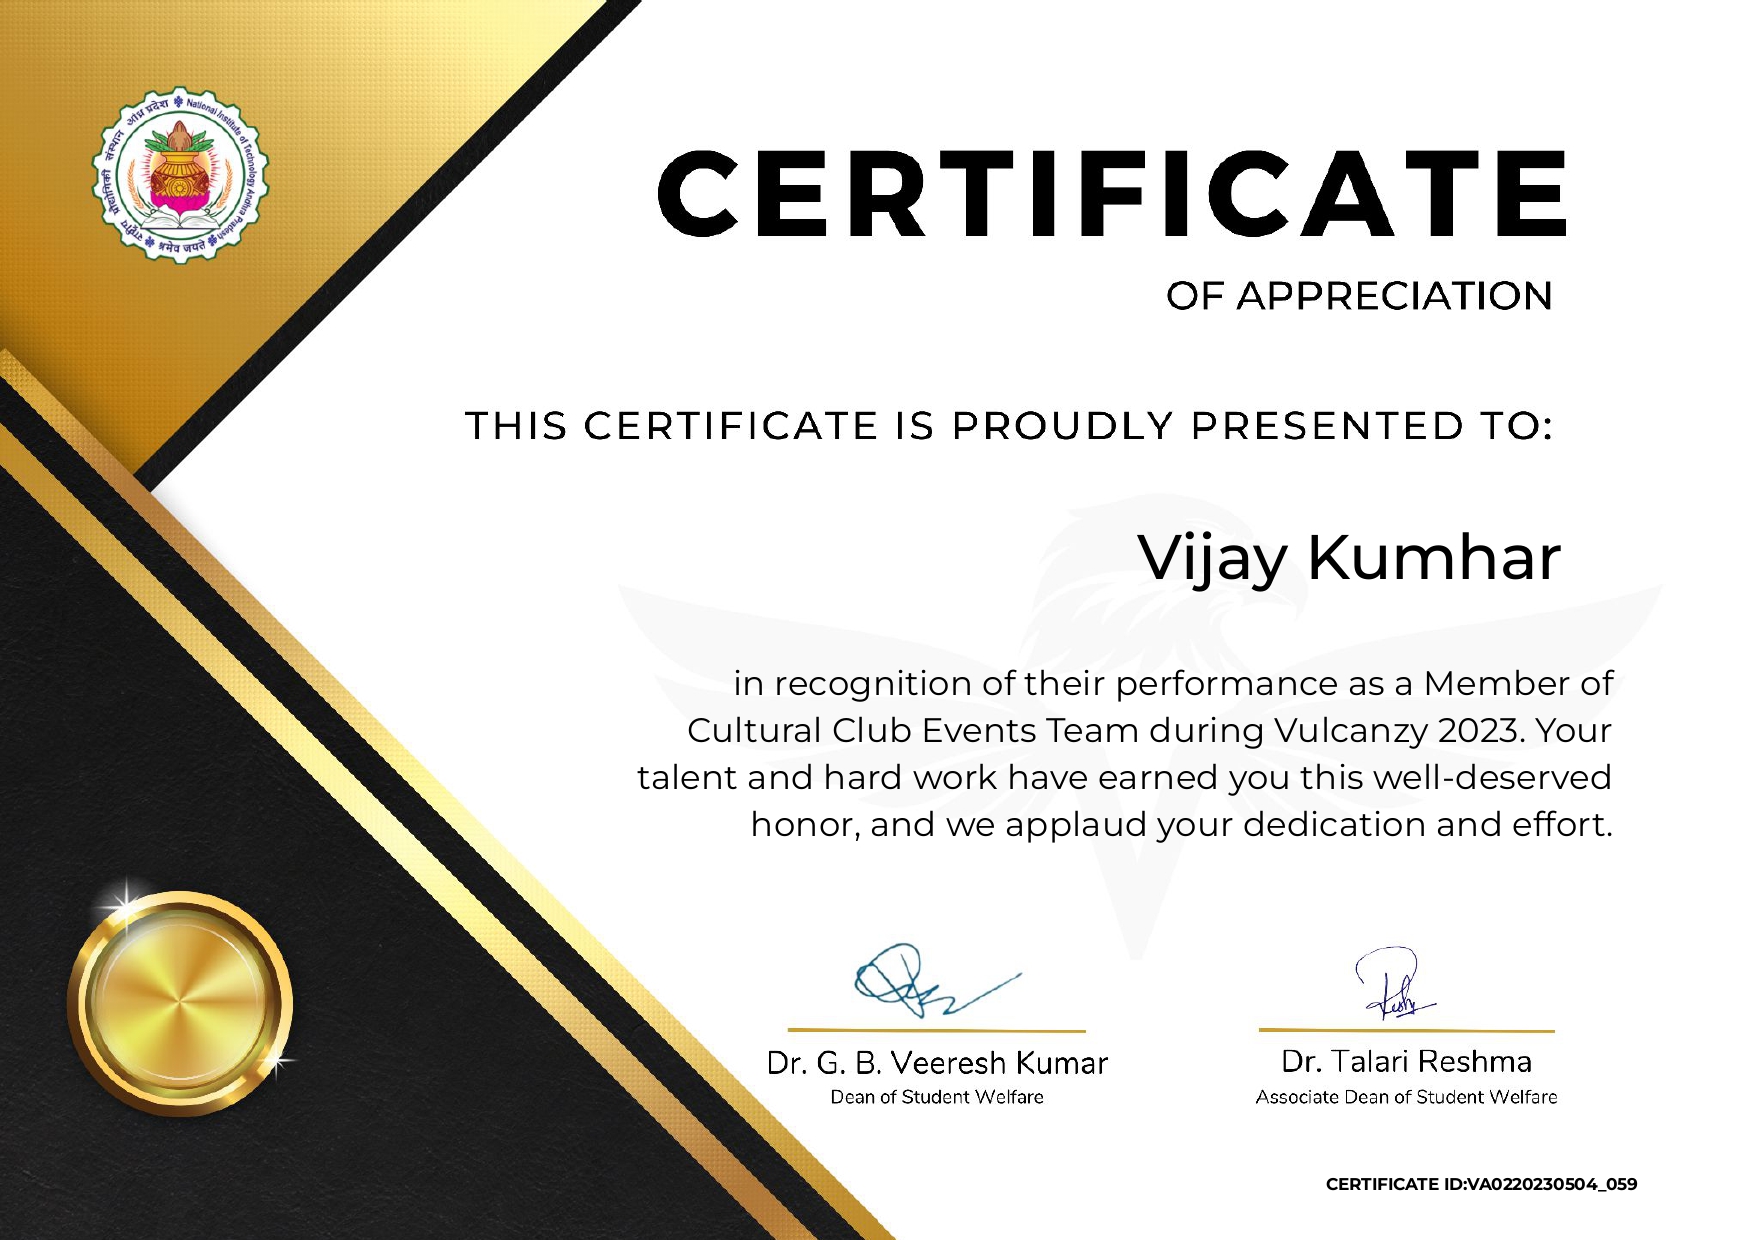 राष्ट्रीय प्रौद्योगिकी संस्थान आंध्र प्रदेश
National Institute of Technology Andhra Pradesh
श्रमेव जयते
CERTIFICATE
OF APPRECIATION
THIS CERTIFICATE IS PROUDLY PRESENTED TO:
Vijay Kumhar
in recognition of their performance as a Member of
Cultural Club Events Team during Vulcanzy 2023. Your
talent and hard work have earned you this well-deserved
honor, and we applaud your dedication and effort.
Dr. G. B. Veeresh Kumar
Dean of Student Welfare
Dr. Talari Reshma
Associate Dean of Student Welfare
CERTIFICATE ID:VA0220230504_059